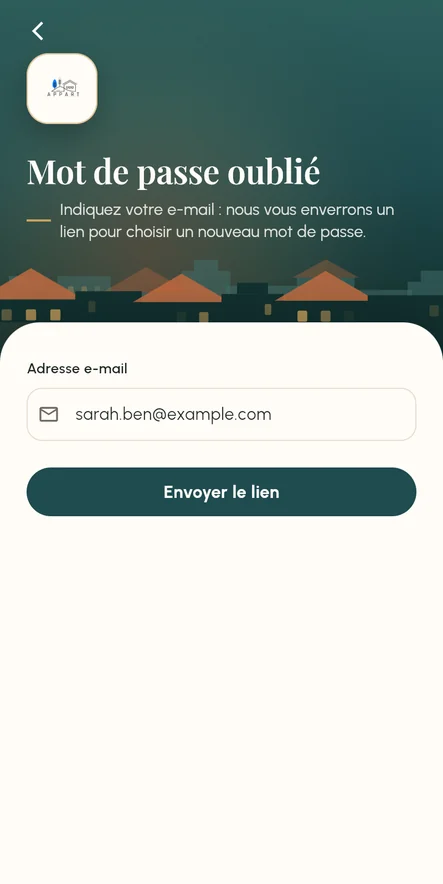 APPART
Mot de passe oublié
Indiquez votre e-mail : nous vous enverrons un
lien pour choisir un nouveau mot de passe.
Adresse e-mail
sarah.ben@example.com
Envoyer le lien